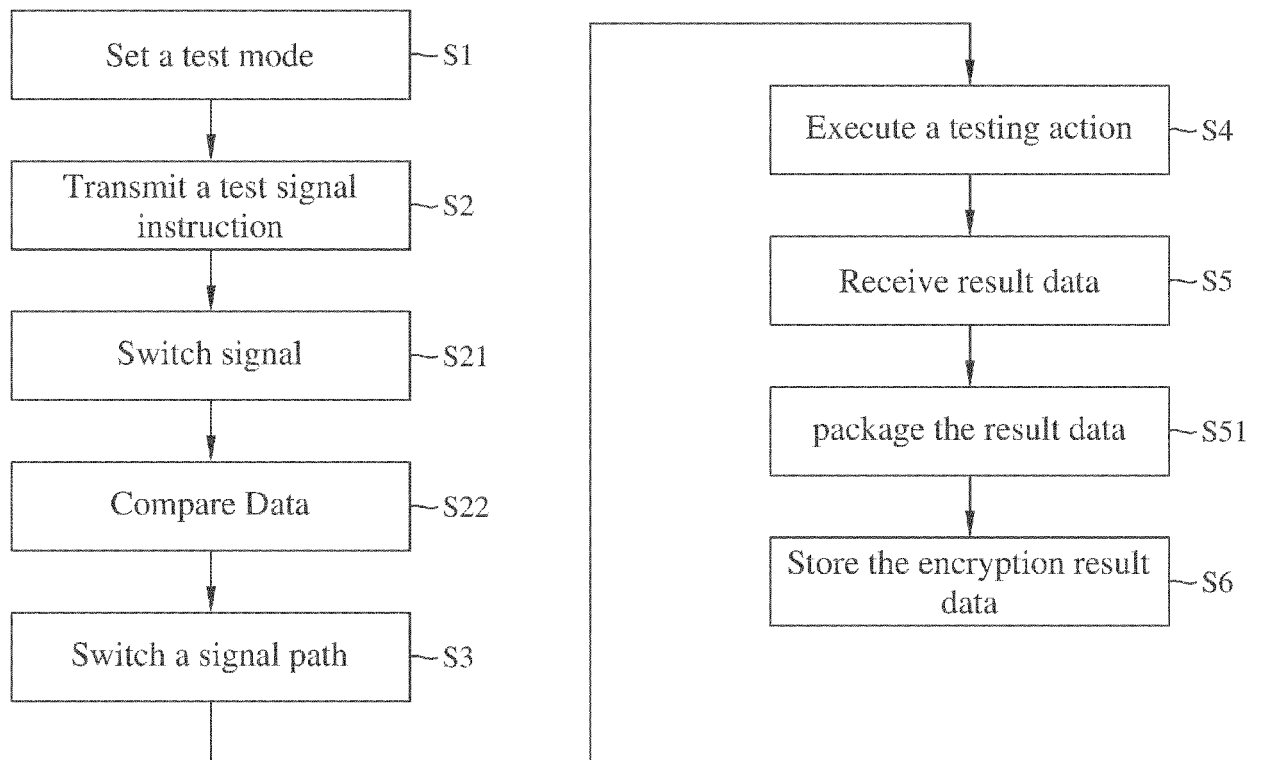 Set a test mode
S1
Transmit a test signal
instruction
S2
Switch signal
S21
Compare Data
S22
Switch a signal path
S3
Execute a testing action
S4
Receive result data
S5
package the result data
S51
Store the encryption result
data
S6